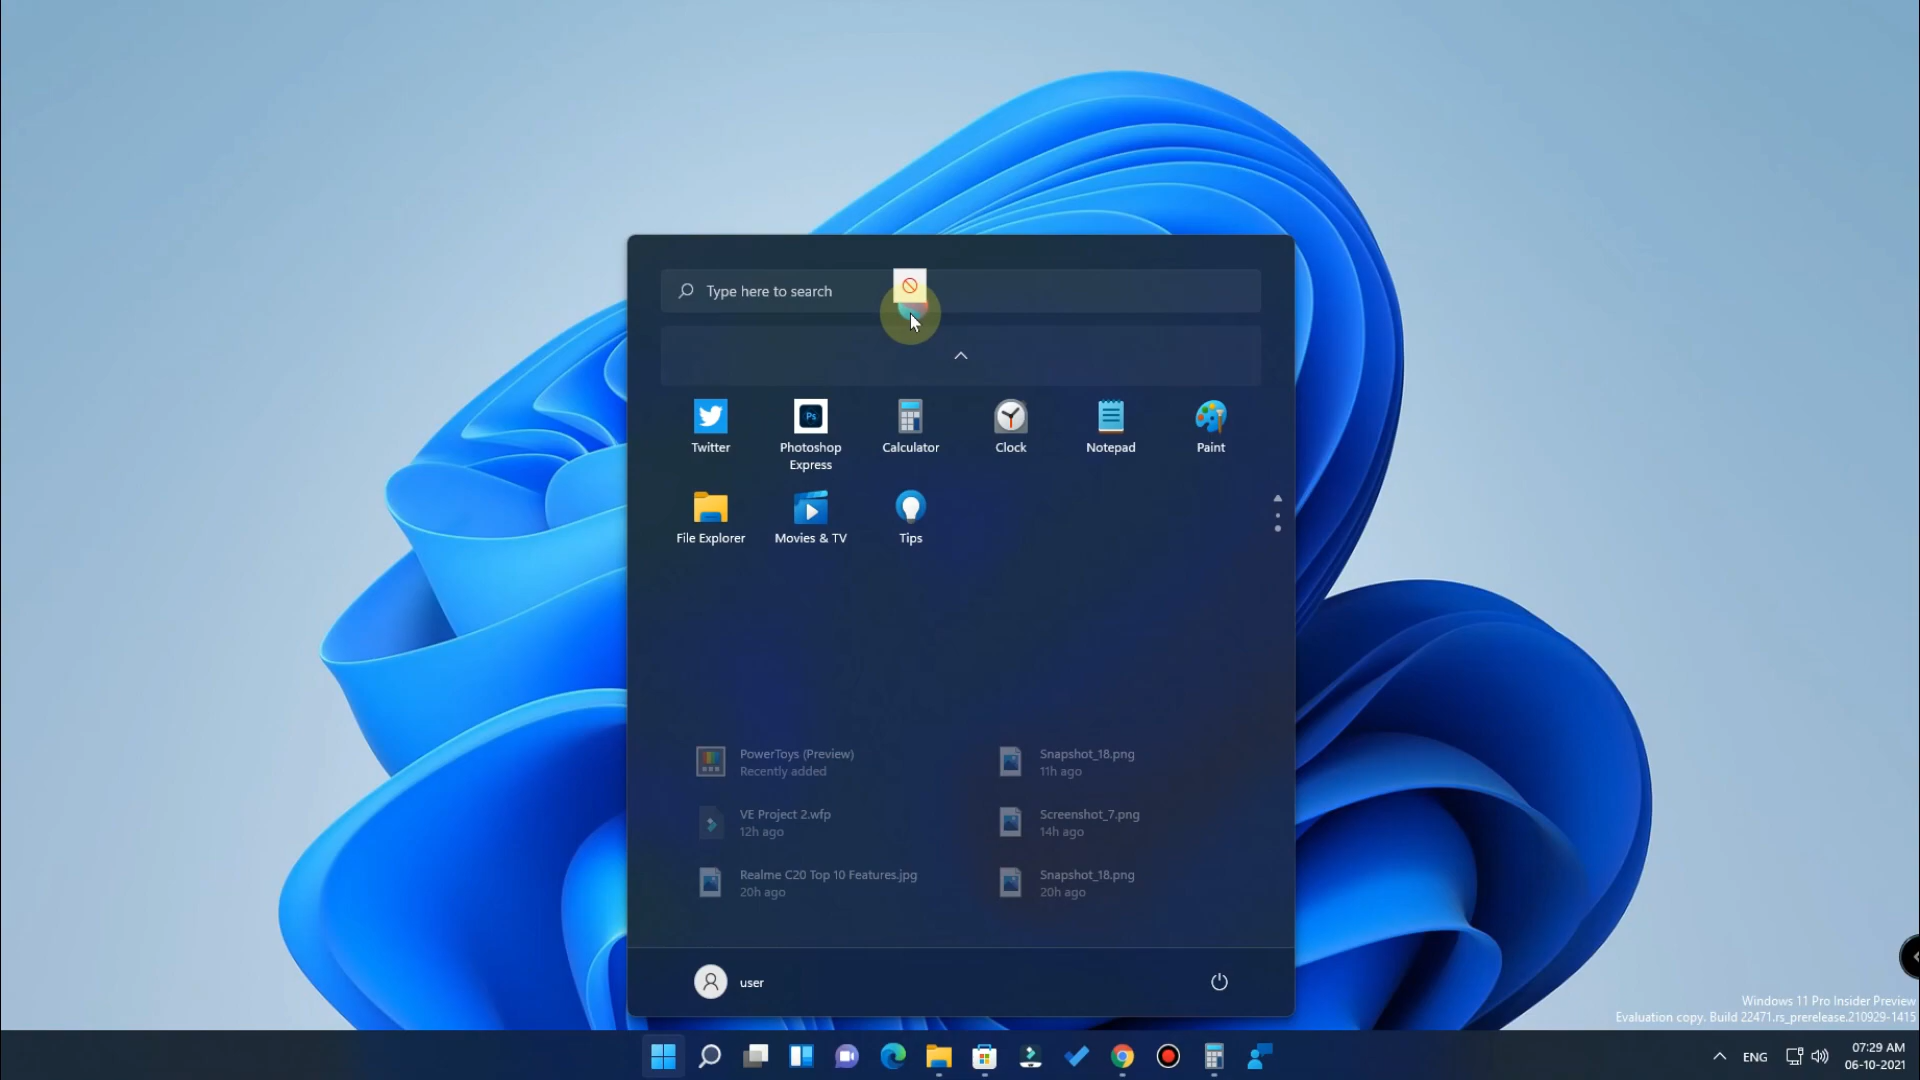 Type here to search
Twitter
Photoshop
Express
Calculator
Clock
Notepad
Paint
File Explorer
Movies & TV
Tips
PowerToys (Preview)
Recently added
Snapshot_18.png
11h ago
VE Project 2.wfp
12h ago
Screenshot_7.png
14h ago
Realme C20 Top 10 Features.jpg
20h ago
Snapshot_18.png
20h ago
user
Windows 11 Pro Insider Preview
Evaluation copy. Build 22471.rs_prerelease.210929-1415
ENG
07:29 AM
06-10-2021
Ps